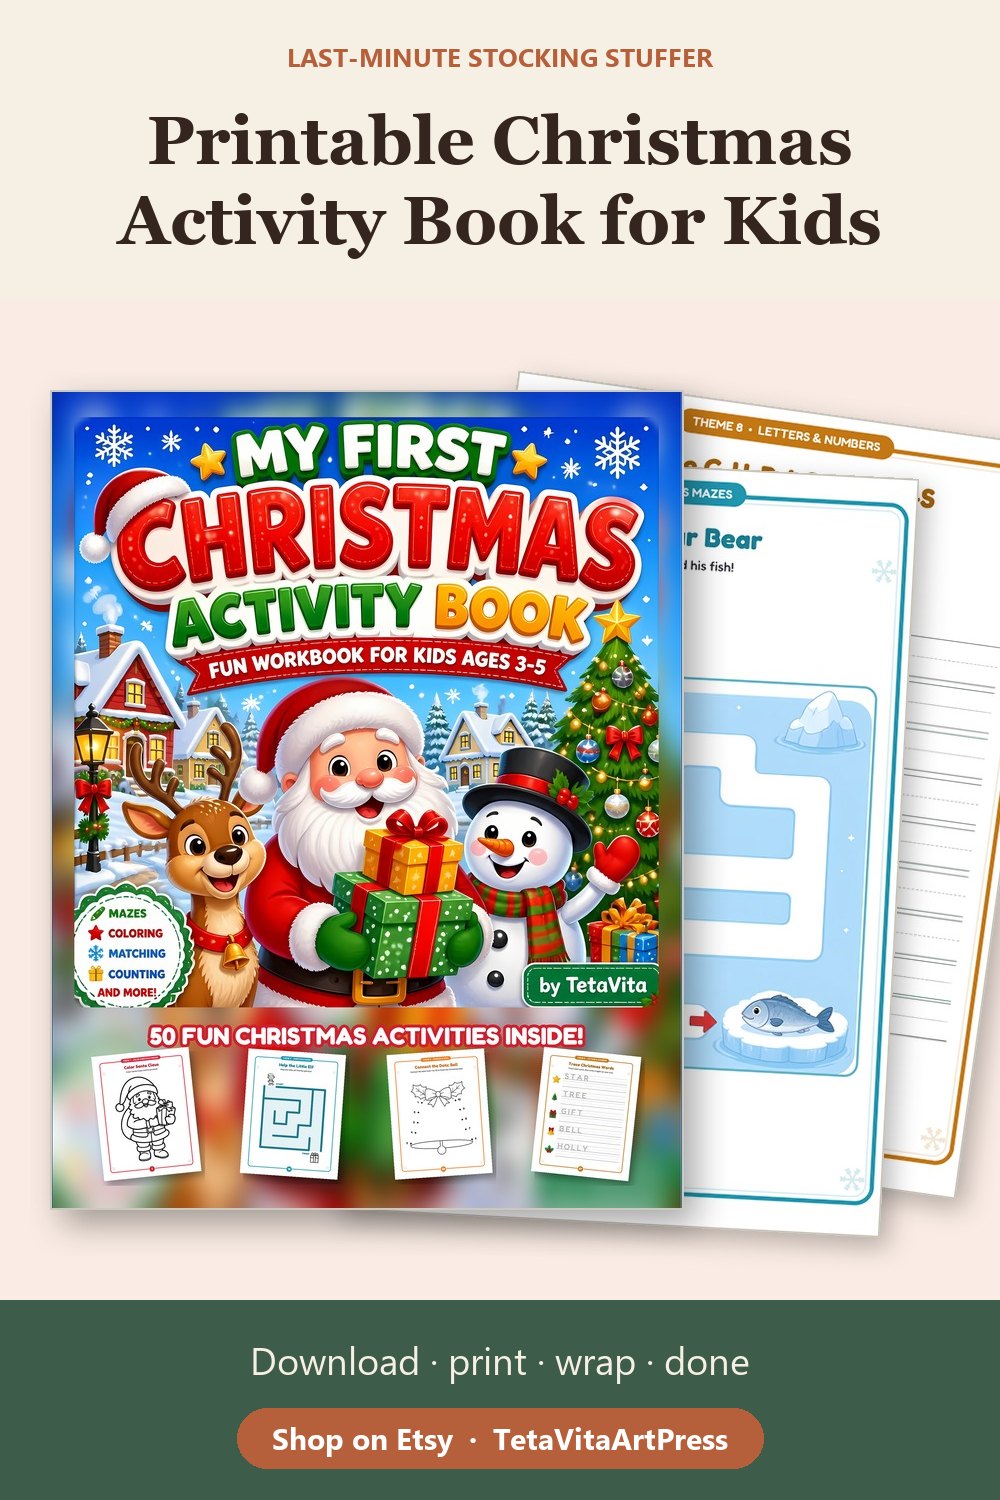 LAST-MINUTE STOCKING STUFFER
Printable Christmas
Activity Book for Kids
MY FIRST
CHRISTMAS
ACTIVITY BOOK
FUN WORKBOOK FOR KIDS AGES 3-5
MAZES
COLORING
MATCHING
COUNTING
AND MORE!
by TetaVita
50 FUN CHRISTMAS ACTIVITIES INSIDE!
Color Santa Claus
Help the Little Elf
Connect the Dots: Bell
Trace Christmas Words
STAR
TREE
GIFT
BELL
HOLLY
THEME 8 • LETTERS & NUMBERS
MAZES
Bear
his fish!
Download · print · wrap · done
Shop on Etsy · TetaVitaArtPress